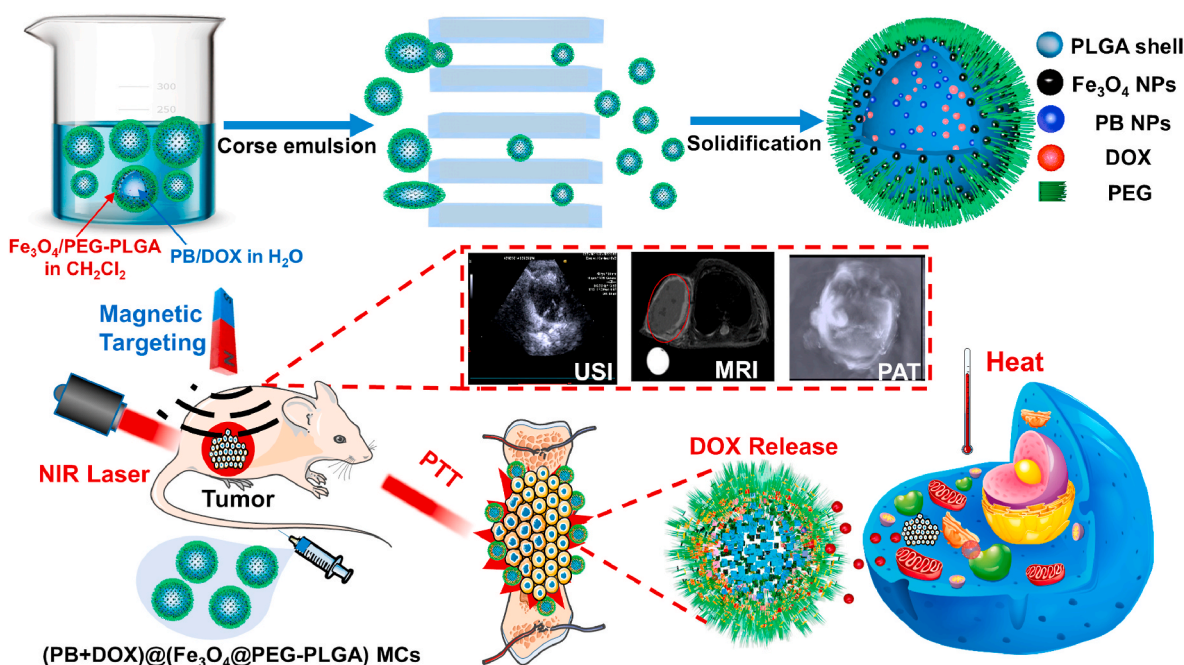 300
250
Corse emulsion
Solidification
PLGA shell
Fe₃O₄ NPs
PB NPs
DOX
PEG
Fe₃O₄/PEG-PLGA
in CH₂Cl₂
PB/DOX in H₂O
Magnetic
Targeting
S
N
USI
MRI
PAT
Heat
NIR Laser
Tumor
PTT
DOX Release
(PB+DOX)@(Fe₃O₄@PEG-PLGA) MCs